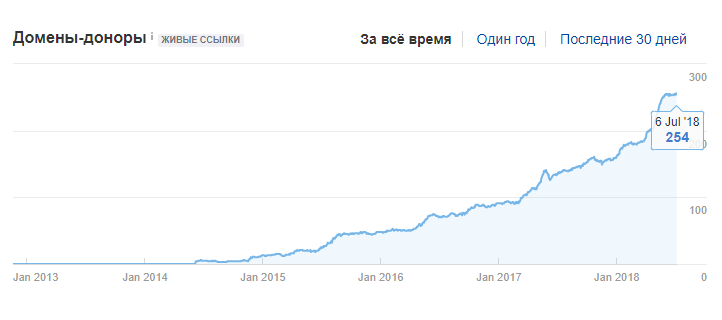 Домены-доноры i ЖИВЫЕ ССЫЛКИ За всё время Один год Последние 30 дней
300
6 Jul '18
254
200
100
Jan 2013 Jan 2014 Jan 2015 Jan 2016 Jan 2017 Jan 2018 0